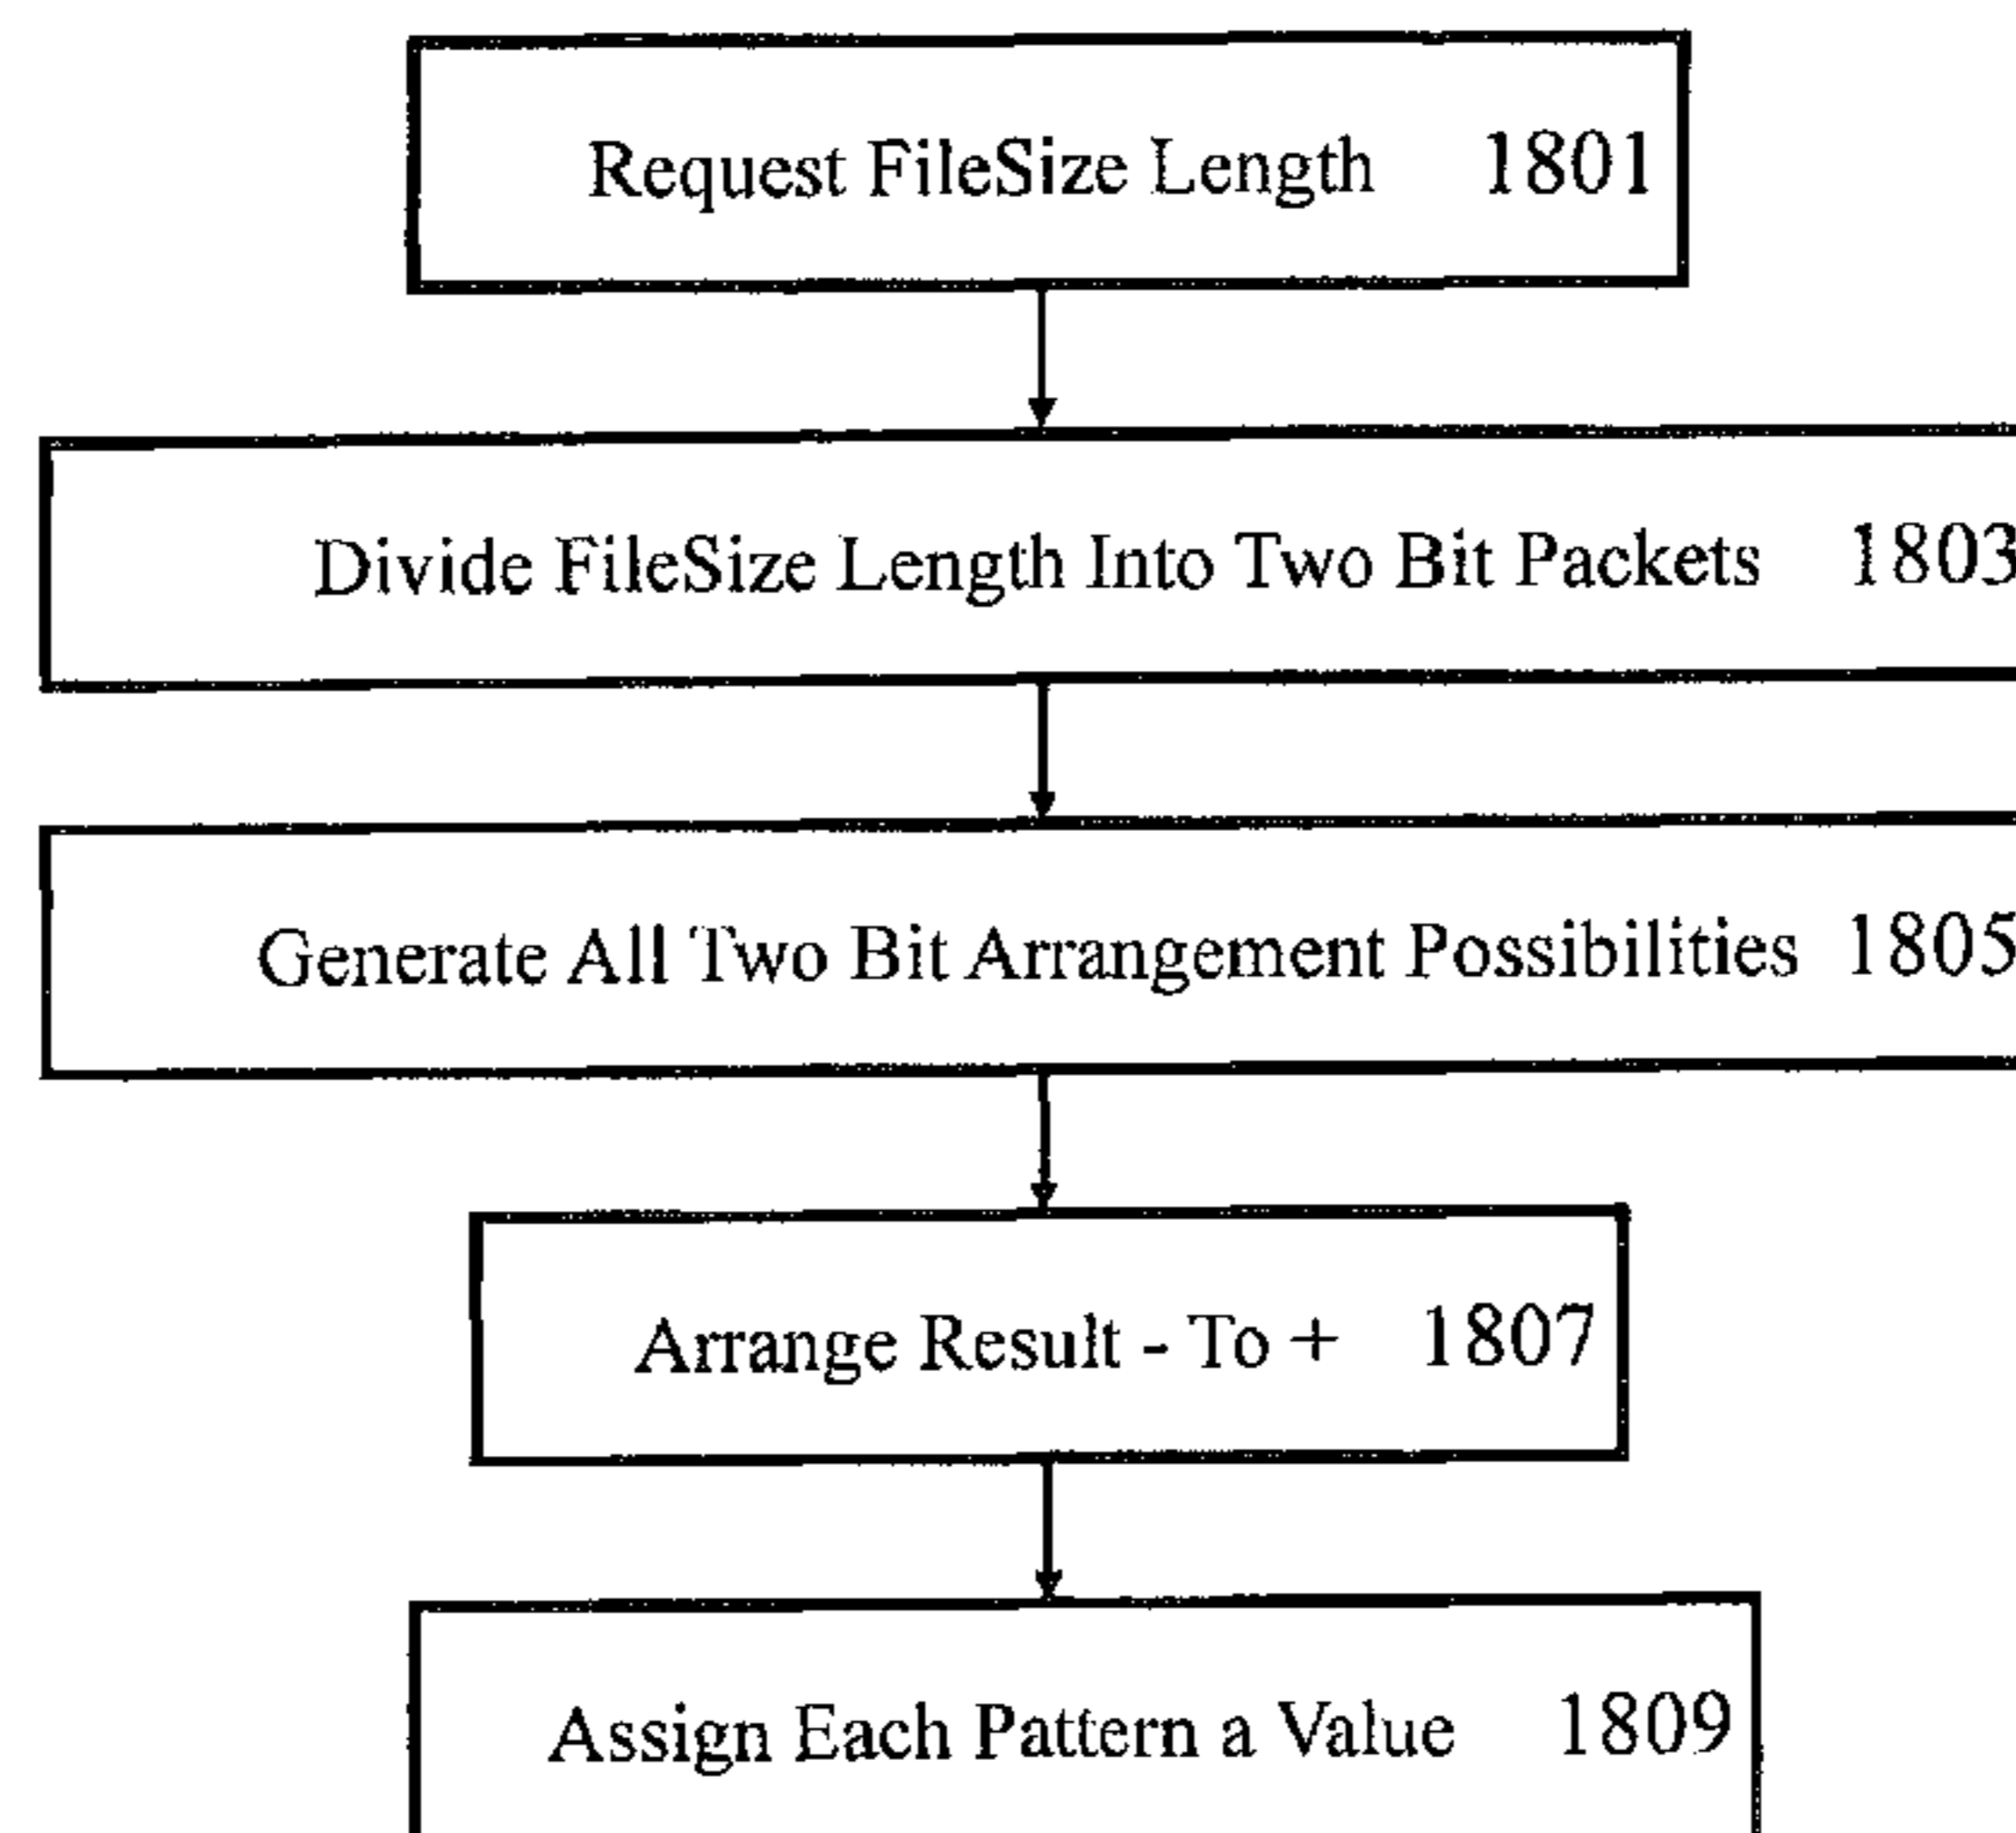 Request FileSize Length 1801
Divide FileSize Length Into Two Bit Packets 1803
Generate All Two Bit Arrangement Possibilities 1805
Arrange Result - To + 1807
Assign Each Pattern a Value 1809